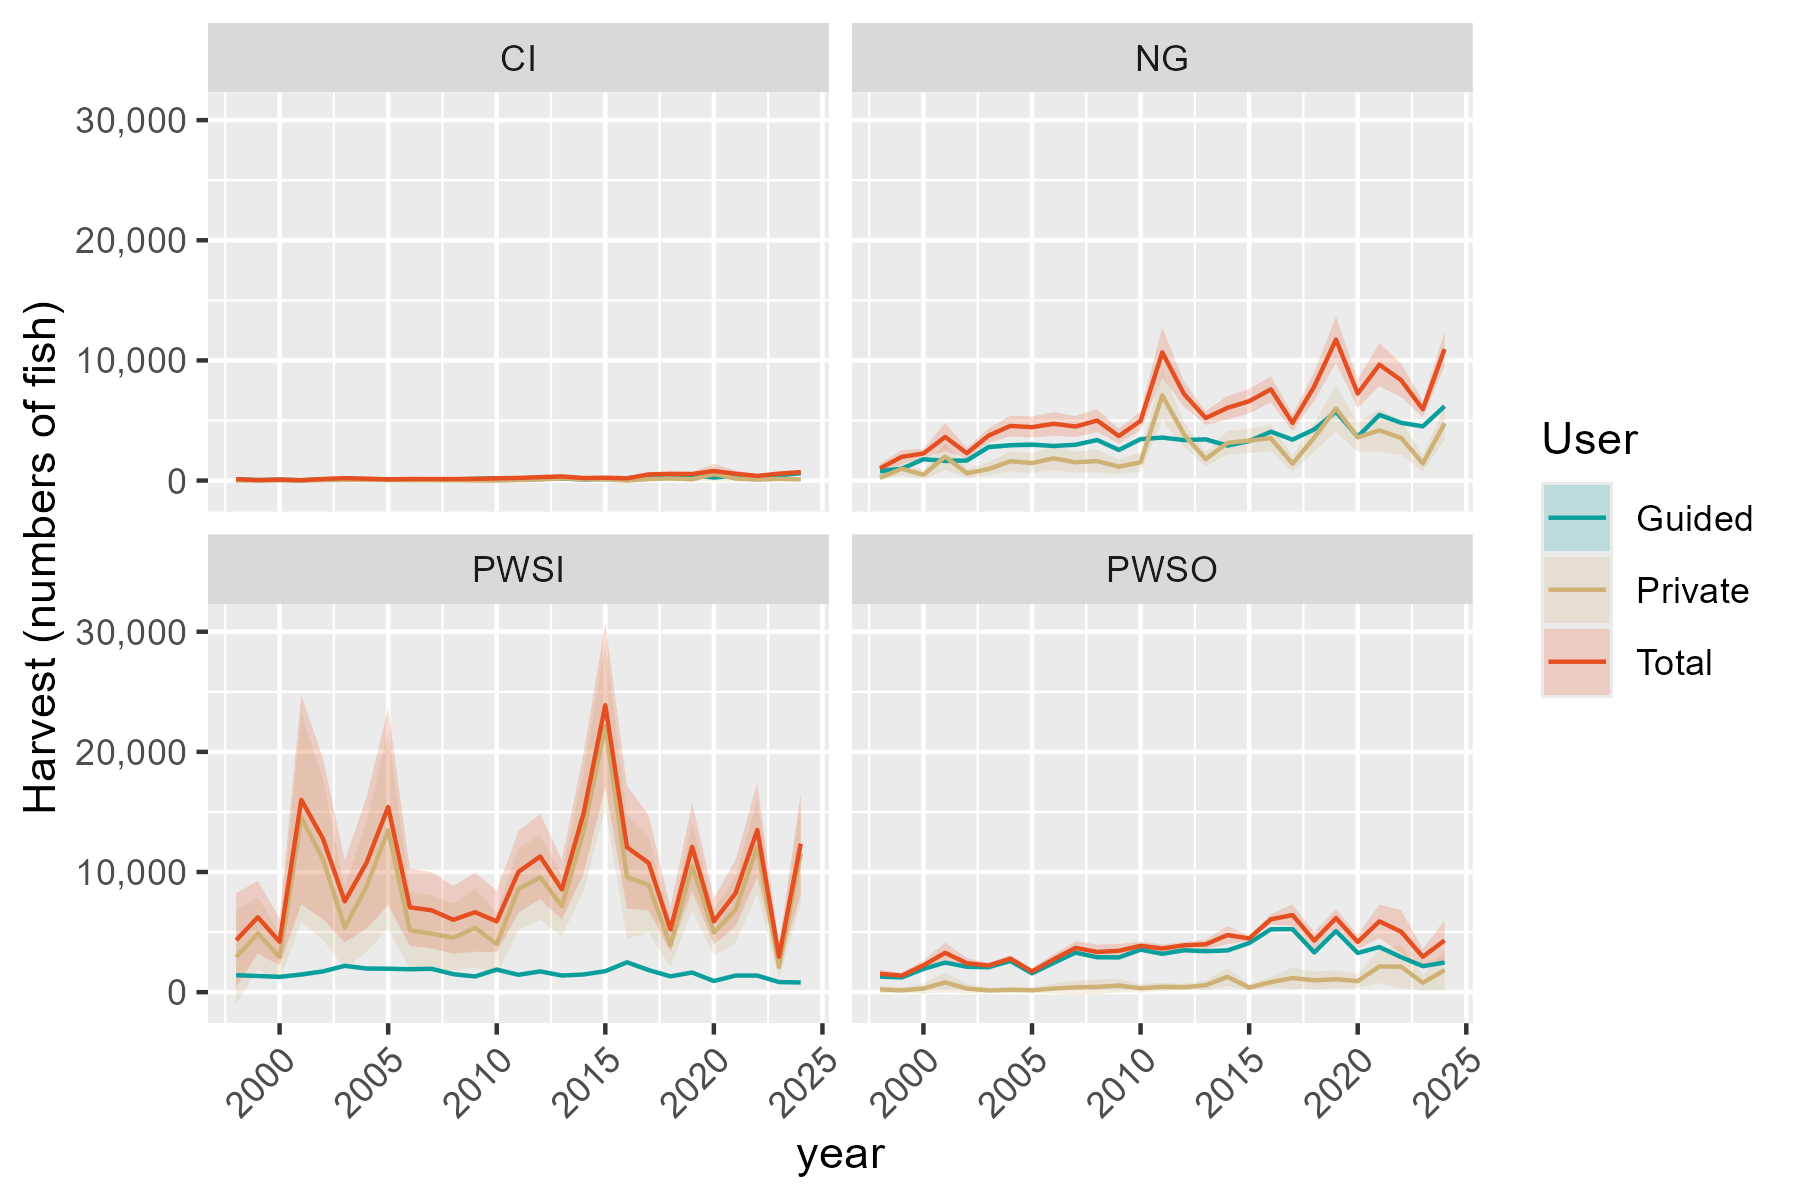 CI
NG
30,000
20,000
10,000
0
PWSI
PWSO
30,000
20,000
10,000
0
2000
2005
2010
2015
2020
2025
2000
2005
2010
2015
2020
2025
year
Harvest (numbers of fish)
User
Guided
Private
Total